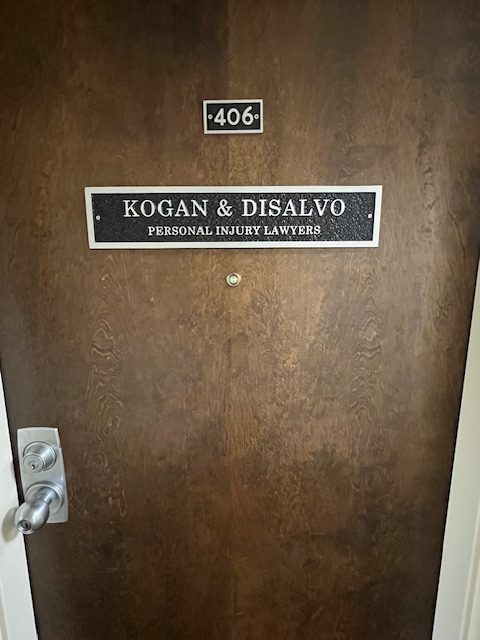 406
KOGAN & DISALVO
PERSONAL INJURY LAWYERS